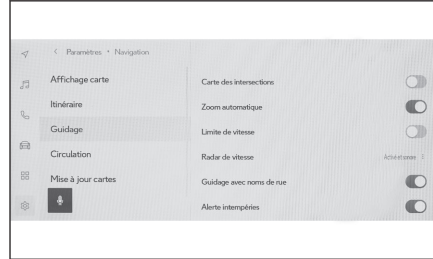 Paramètres • Navigation
Affichage carte
Itinéraire
Guidage
Circulation
Mise à jour cartes
Carte des intersections
Zoom automatique
Limite de vitesse
Radar de vitesse
Guidage avec noms de rue
Alerte intempéries